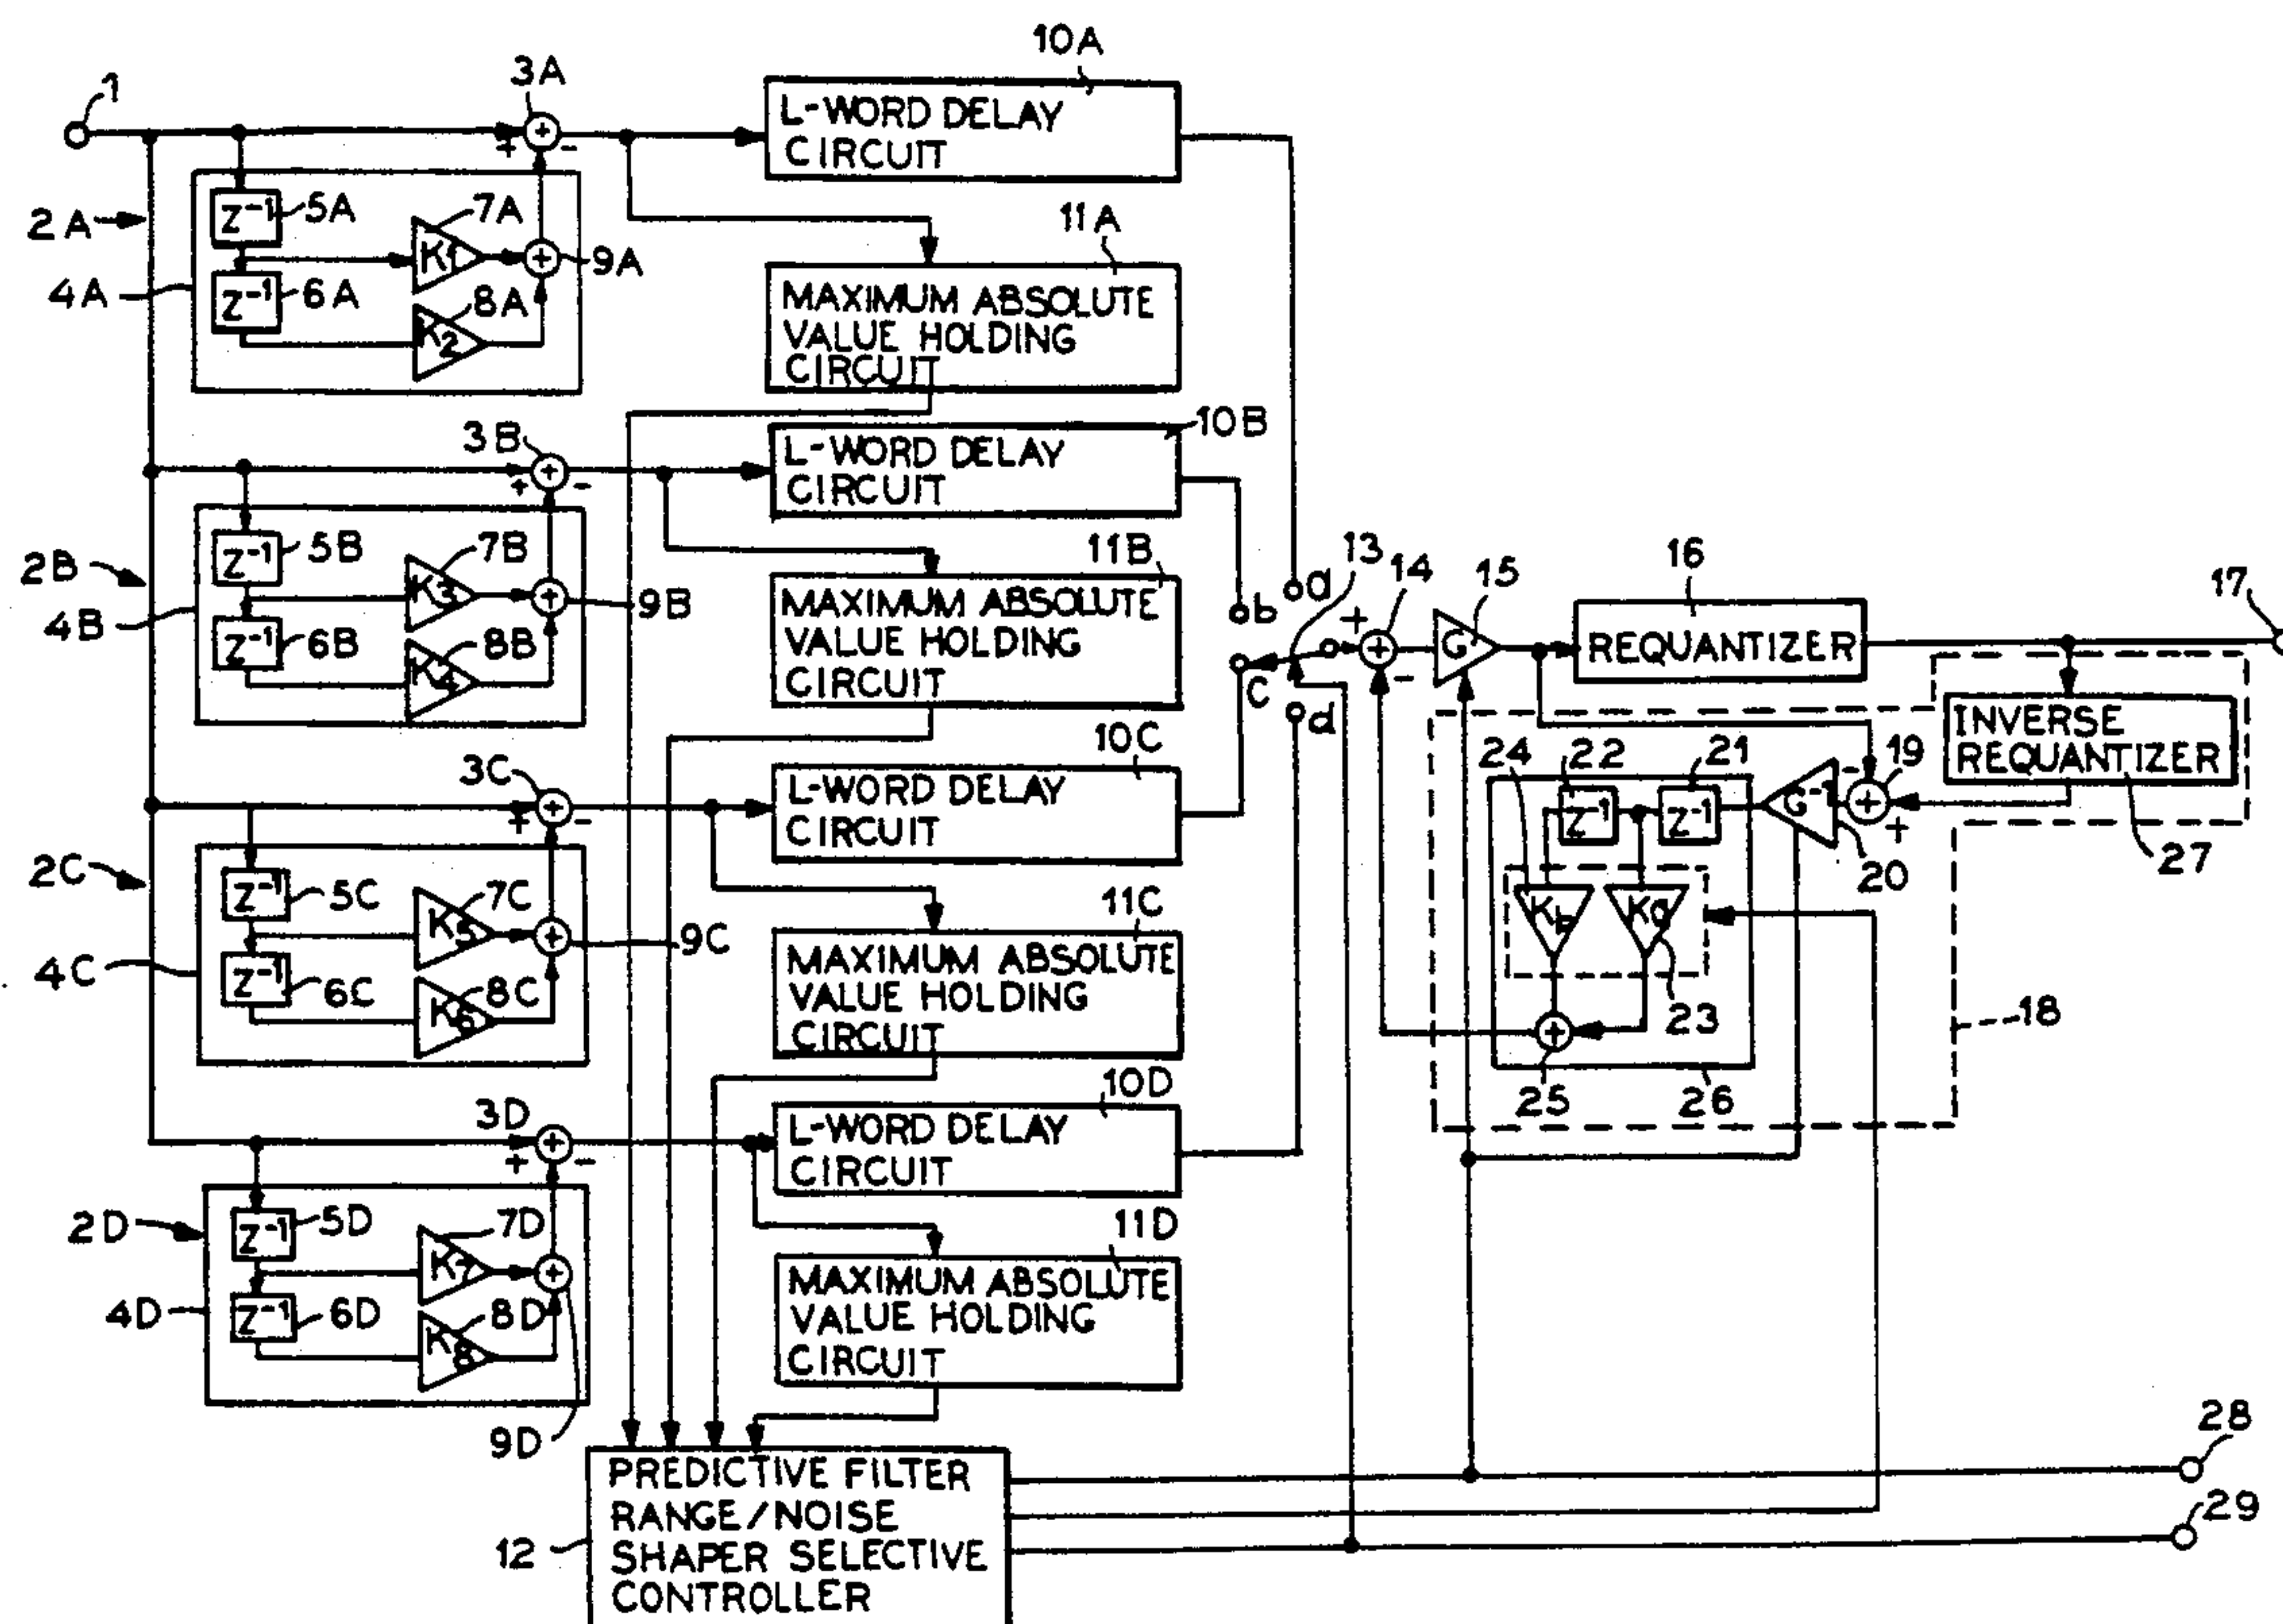 1
2A
3A
10A
L-WORD DELAY
CIRCUIT
+
-
Z-1
5A
7A
K1
9A
4A
Z-1
6A
8A
K2
11A
MAXIMUM ABSOLUTE
VALUE HOLDING
CIRCUIT
2B
3B
10B
L-WORD DELAY
CIRCUIT
+
-
Z-1
5B
7B
K3
9B
4B
Z-1
6B
8B
K4
11B
MAXIMUM ABSOLUTE
VALUE HOLDING
CIRCUIT
2C
3C
10C
L-WORD DELAY
CIRCUIT
+
-
Z-1
5C
7C
K5
9C
4C
Z-1
6C
8C
K6
11C
MAXIMUM ABSOLUTE
VALUE HOLDING
CIRCUIT
2D
3D
10D
L-WORD DELAY
CIRCUIT
+
-
Z-1
5D
7D
K7
9D
4D
Z-1
6D
8D
K8
11D
MAXIMUM ABSOLUTE
VALUE HOLDING
CIRCUIT
12
PREDICTIVE FILTER
RANGE/NOISE
SHAPER SELECTIVE
CONTROLLER
a
b
c
d
13
+
14
-
G
15
16
REQUANTIZER
17
INVERSE
REQUANTIZER
27
-
19
+
G-1
20
21
Z-1
22
Z-1
24
Kb
Ka
23
25
26
18
28
29